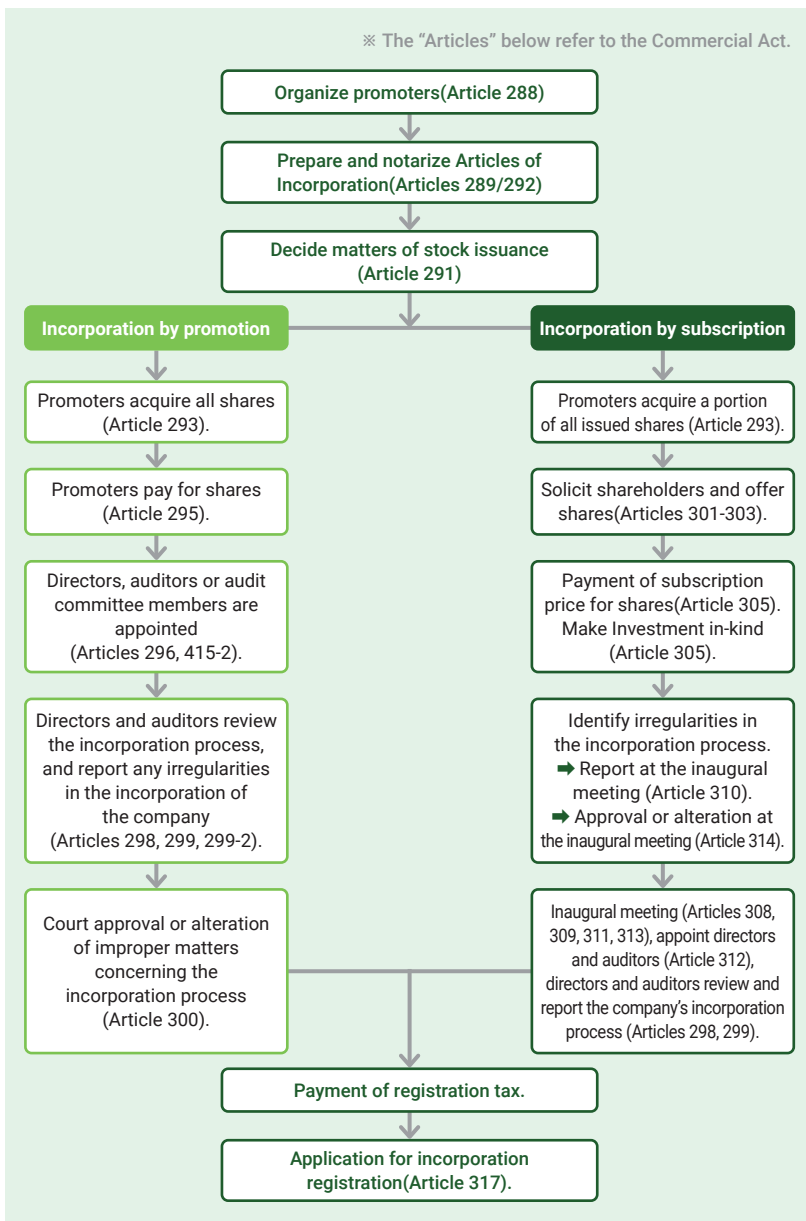 ※ The “Articles” below refer to the Commercial Act.
Organize promoters(Article 288)
Prepare and notarize Articles of
Incorporation(Articles 289/292)
Decide matters of stock issuance
(Article 291)
Incorporation by promotion
Promoters acquire all shares
(Article 293).
Promoters pay for shares
(Article 295).
Directors, auditors or audit
committee members are
appointed
(Articles 296, 415-2).
Directors and auditors review
the incorporation process,
and report any irregularities
in the incorporation of
the company
(Articles 298, 299, 299-2).
Court approval or alteration
of improper matters
concerning the
incorporation process
(Article 300).
Incorporation by subscription
Promoters acquire a portion
of all issued shares (Article 293).
Solicit shareholders and offer
shares(Articles 301-303).
Payment of subscription
price for shares(Article 305).
Make Investment in-kind
(Article 305).
Identify irregularities in
the incorporation process.
➡ Report at the inaugural
meeting (Article 310).
➡ Approval or alteration at
the inaugural meeting (Article 314).
Inaugural meeting (Articles 308,
309, 311, 313), appoint directors
and auditors (Article 312),
directors and auditors review and
report the company’s incorporation
process (Articles 298, 299).
Payment of registration tax.
Application for incorporation
registration(Article 317).